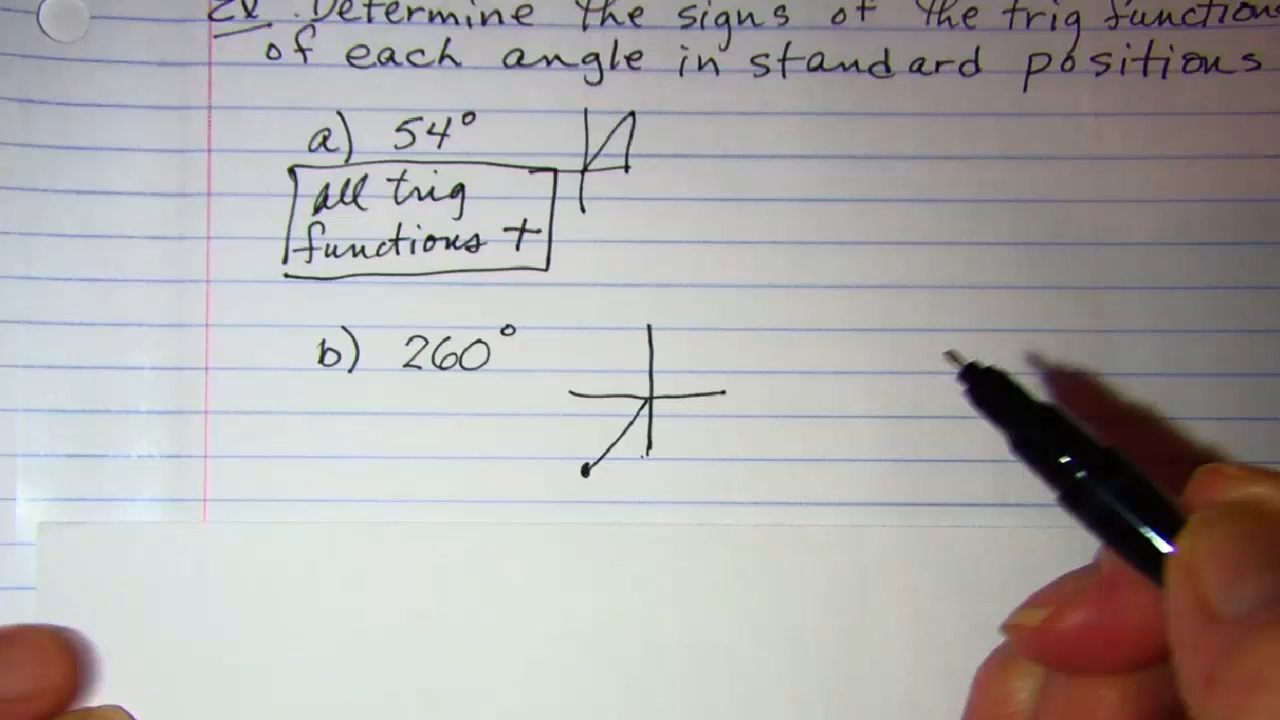 Ex. Determine the signs of the trig functions
of each angle in standard positions
a) 54°
all trig
functions +
b) 260°